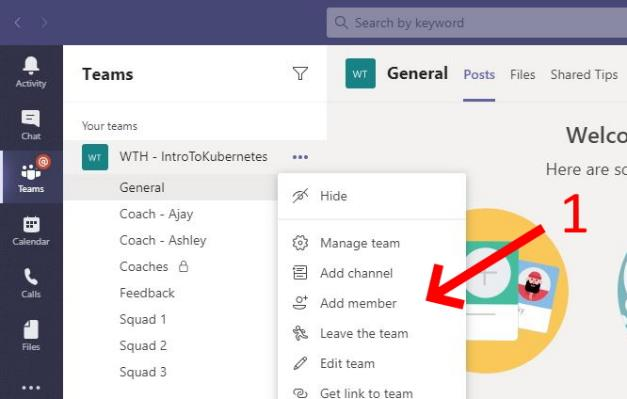 Search by keyword
Activity
Chat
Teams
Calendar
Calls
Files
Teams
Your teams
WT WTH - IntroToKubernetes
General
Coach - Ajay
Coach - Ashley
Coaches
Feedback
Squad 1
Squad 2
Squad 3
Hide
Manage team
Add channel
Add member
Leave the team
Edit team
Get link to team
WT General Posts Files Shared Tips
Welco
Here are so
1